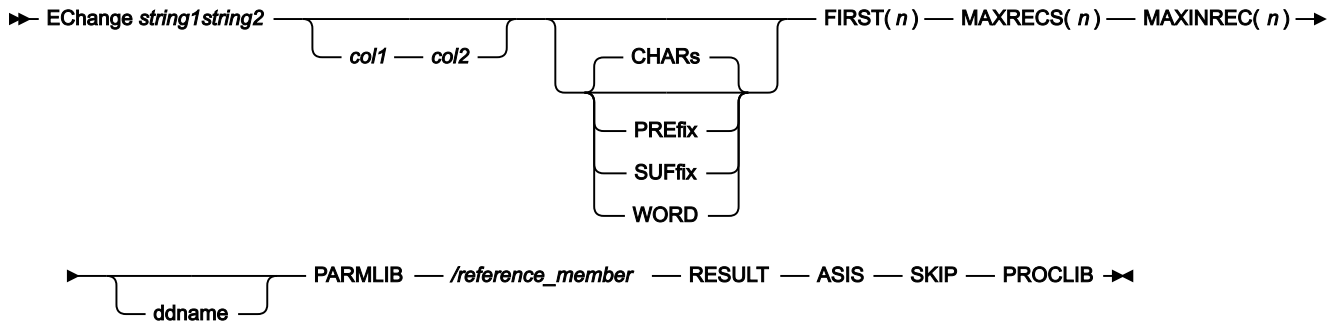 EChange string1string2 FIRST( n ) MAXRECS( n ) MAXINREC( n )
col1 col2 CHARs
PREfix
SUFfix
WORD
PARMLIB /reference_member RESULT ASIS SKIP PROCLIB
ddname